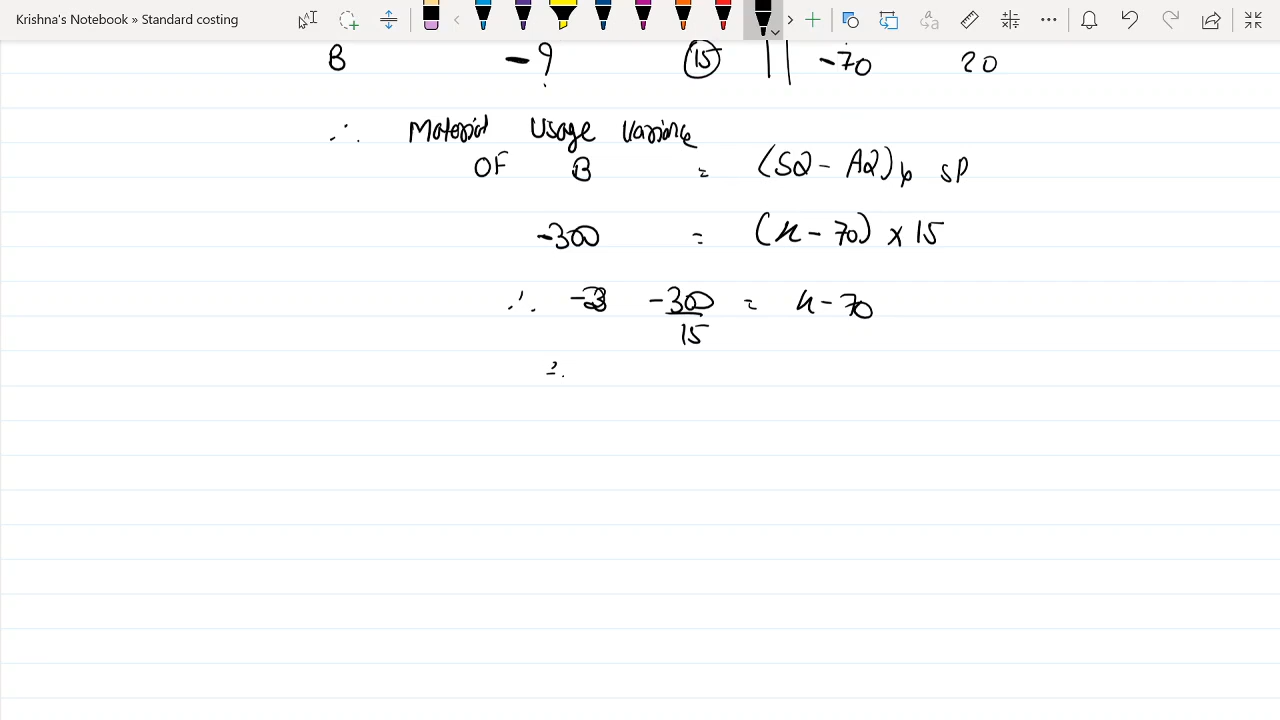 Krishna's Notebook » Standard costing
B - ? 15 || -70 20
∴ Material Usage Variance
OF B = (SQ - AQ) x SP
-300 = (x - 70) x 15
∴ -300 = x - 70
15
∴